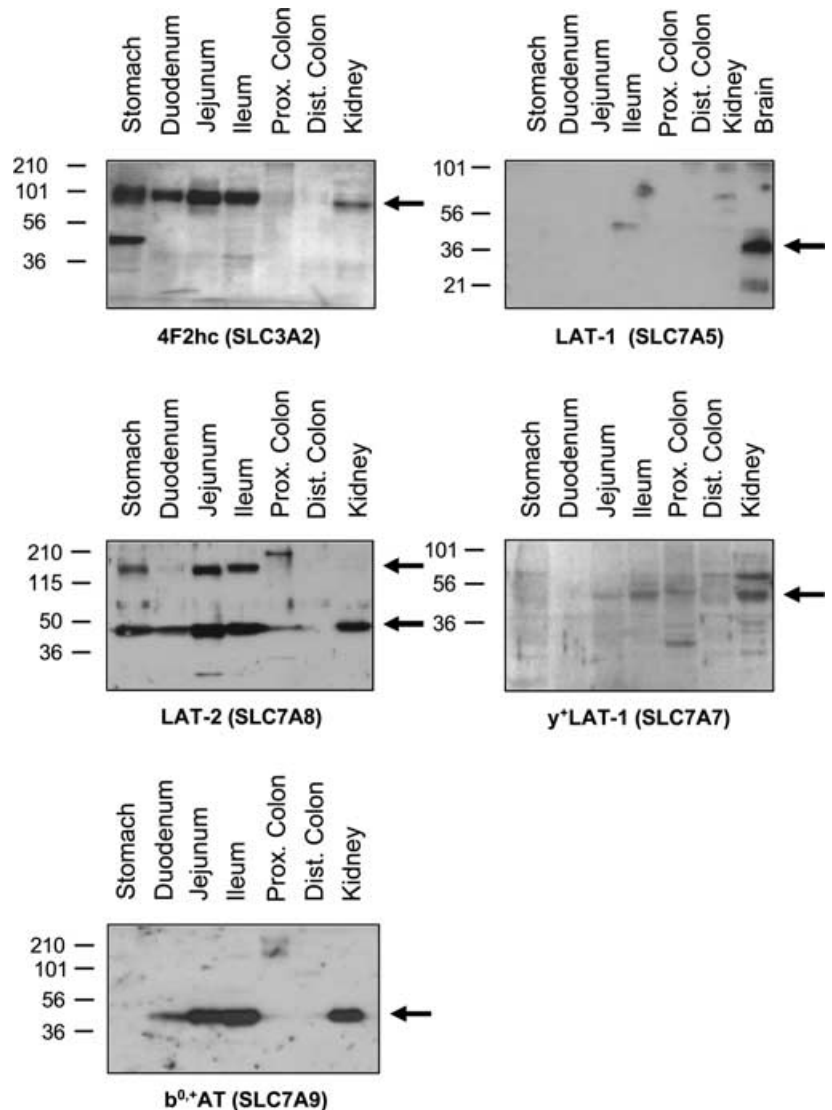 Stomach
Duodenum
Jejunum
Ileum
Prox. Colon
Dist. Colon
Kidney
210
101
56
36
4F2hc (SLC3A2)
Stomach
Duodenum
Jejunum
Ileum
Prox. Colon
Dist. Colon
Kidney
Brain
101
56
36
21
LAT-1 (SLC7A5)
Stomach
Duodenum
Jejunum
Ileum
Prox. Colon
Dist. Colon
Kidney
210
115
50
36
LAT-2 (SLC7A8)
Stomach
Duodenum
Jejunum
Ileum
Prox. Colon
Dist. Colon
Kidney
101
56
36
y⁺LAT-1 (SLC7A7)
Stomach
Duodenum
Jejunum
Ileum
Prox. Colon
Dist. Colon
Kidney
210
101
56
36
b⁰,⁺AT (SLC7A9)